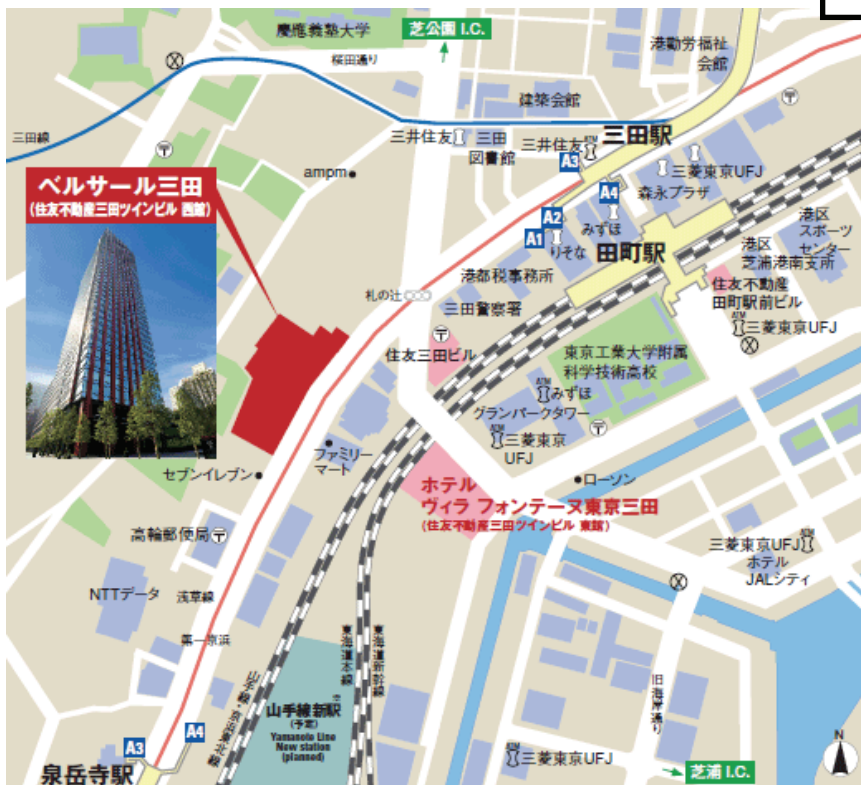 慶應義塾大学
芝公園 I.C.
港勤労福祉
会館
桜田通り
建築会館
三田線
三井住友
三田
図書館
三井住友
ATM
三田駅
A3
ampm
三菱東京UFJ
A4
森永プラザ
ベルサール三田
(住友不動産三田ツインビル 西館)
A2
A1
みずほ
りそな
田町駅
港区
スポーツ
センター
港区
芝浦港南支所
港都税事務所
札の辻
三田警察署
住友不動産
田町駅前ビル
ATM
三菱東京UFJ
住友三田ビル
東京工業大学附属
科学技術高校
ATM
みずほ
グランパークタワー
ATM
三菱東京
UFJ
ファミリー
マート
セブンイレブン
ホテル
ヴィラ フォンテーヌ東京三田
(住友不動産三田ツインビル 東館)
ローソン
高輪郵便局
ATM
三菱東京UFJ
ホテル
JALシティ
NTTデータ
浅草線
第一京浜
山手線・京浜東北線
東海道本線
東海道新幹線
旧海岸通り
山手線新駅
(予定)
Yamanote Line
New station
(planned)
A3
A4
泉岳寺駅
ATM
三菱東京UFJ
芝浦 I.C.
N